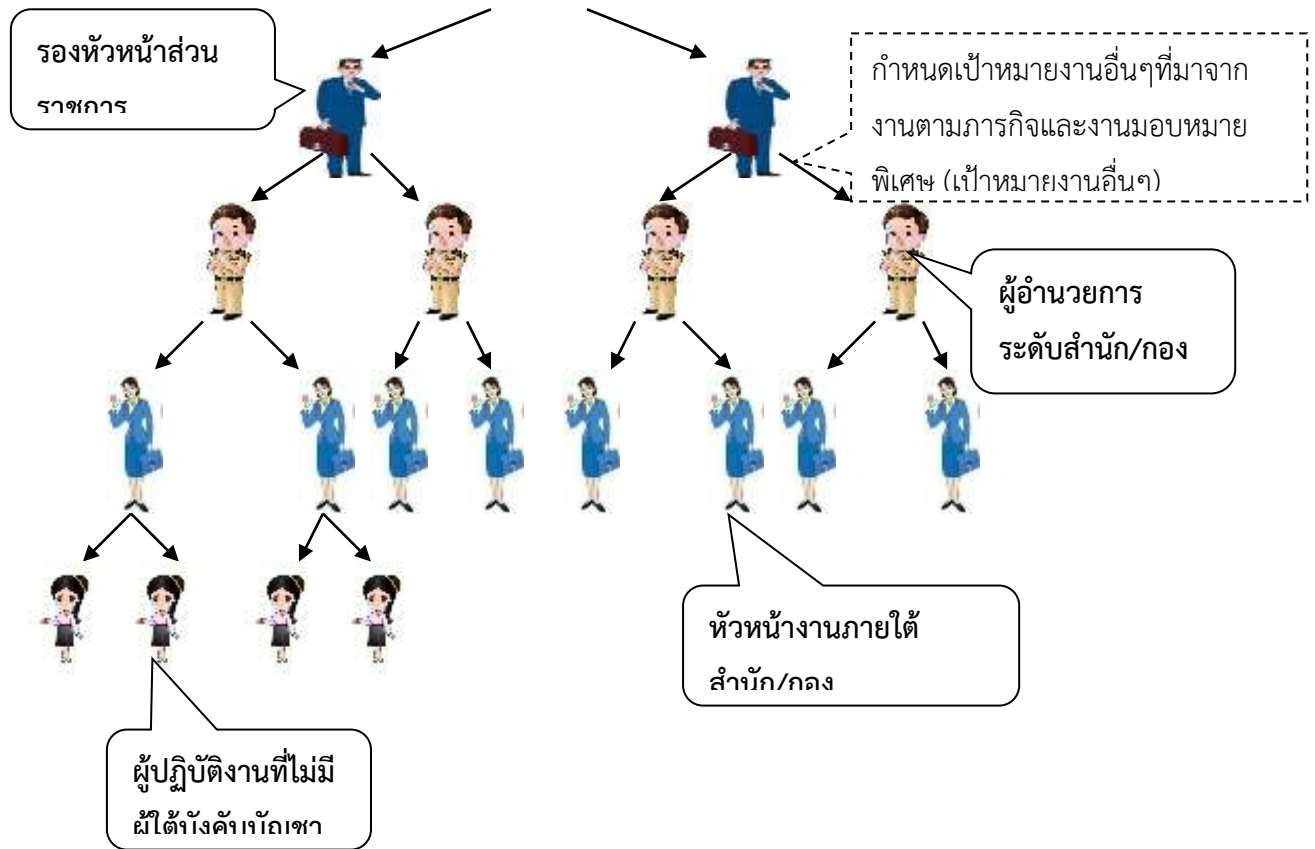 รองหัวหน้าส่วน
ราชการ
กำหนดเป้าหมายงานอื่นๆที่มาจาก
งานตามภารกิจและงานมอบหมาย
พิเศษ (เป้าหมายงานอื่นๆ)
ผู้อำนวยการ
ระดับสำนัก/กอง
หัวหน้างานภายใต้
สำนัก/กอง
ผู้ปฏิบัติงานที่ไม่มี
ผู้ใต้บังคับบัญชา